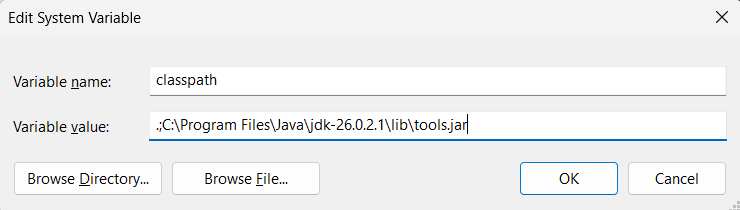 Edit System Variable
Variable name:
classpath
Variable value:
.;C:\Program Files\Java\jdk-26.0.2.1\lib\tools.jar
Browse Directory...
Browse File...
OK
Cancel